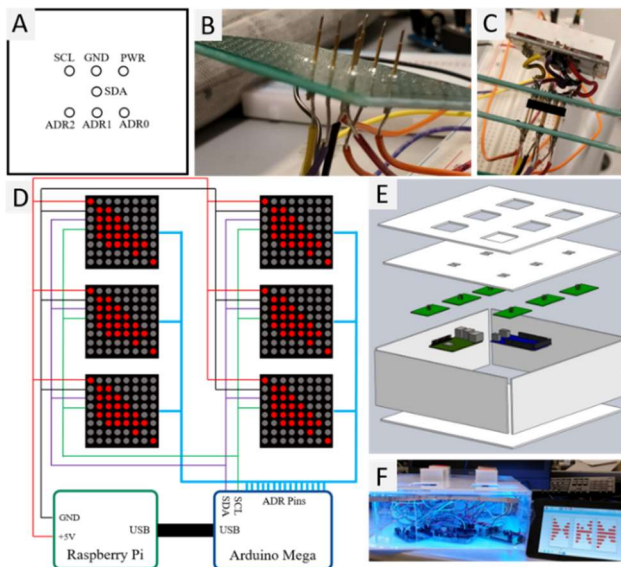 A
SCL GND PWR
SDA
ADR2 ADR1 ADR0
B
C
D
E
SDA
SCL
ADR Pins
GND
+5V
USB
USB
Raspberry Pi
Arduino Mega
F